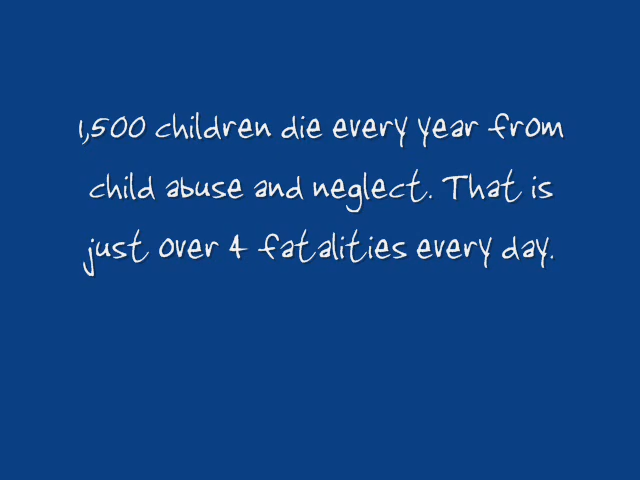 1,500 children die every year from
child abuse and neglect. That is
just over 4 fatalities every day.